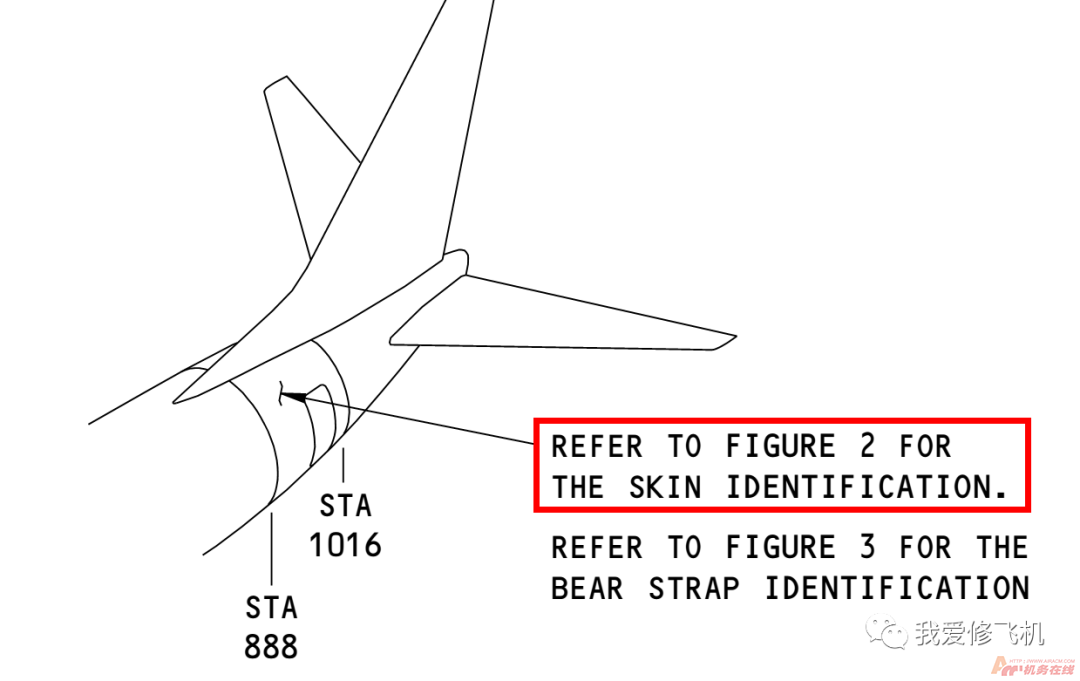 REFER TO FIGURE 2 FOR
THE SKIN IDENTIFICATION.
STA
1016
REFER TO FIGURE 3 FOR THE
BEAR STRAP IDENTIFICATION
STA
888
我爱修飞机
机务在线